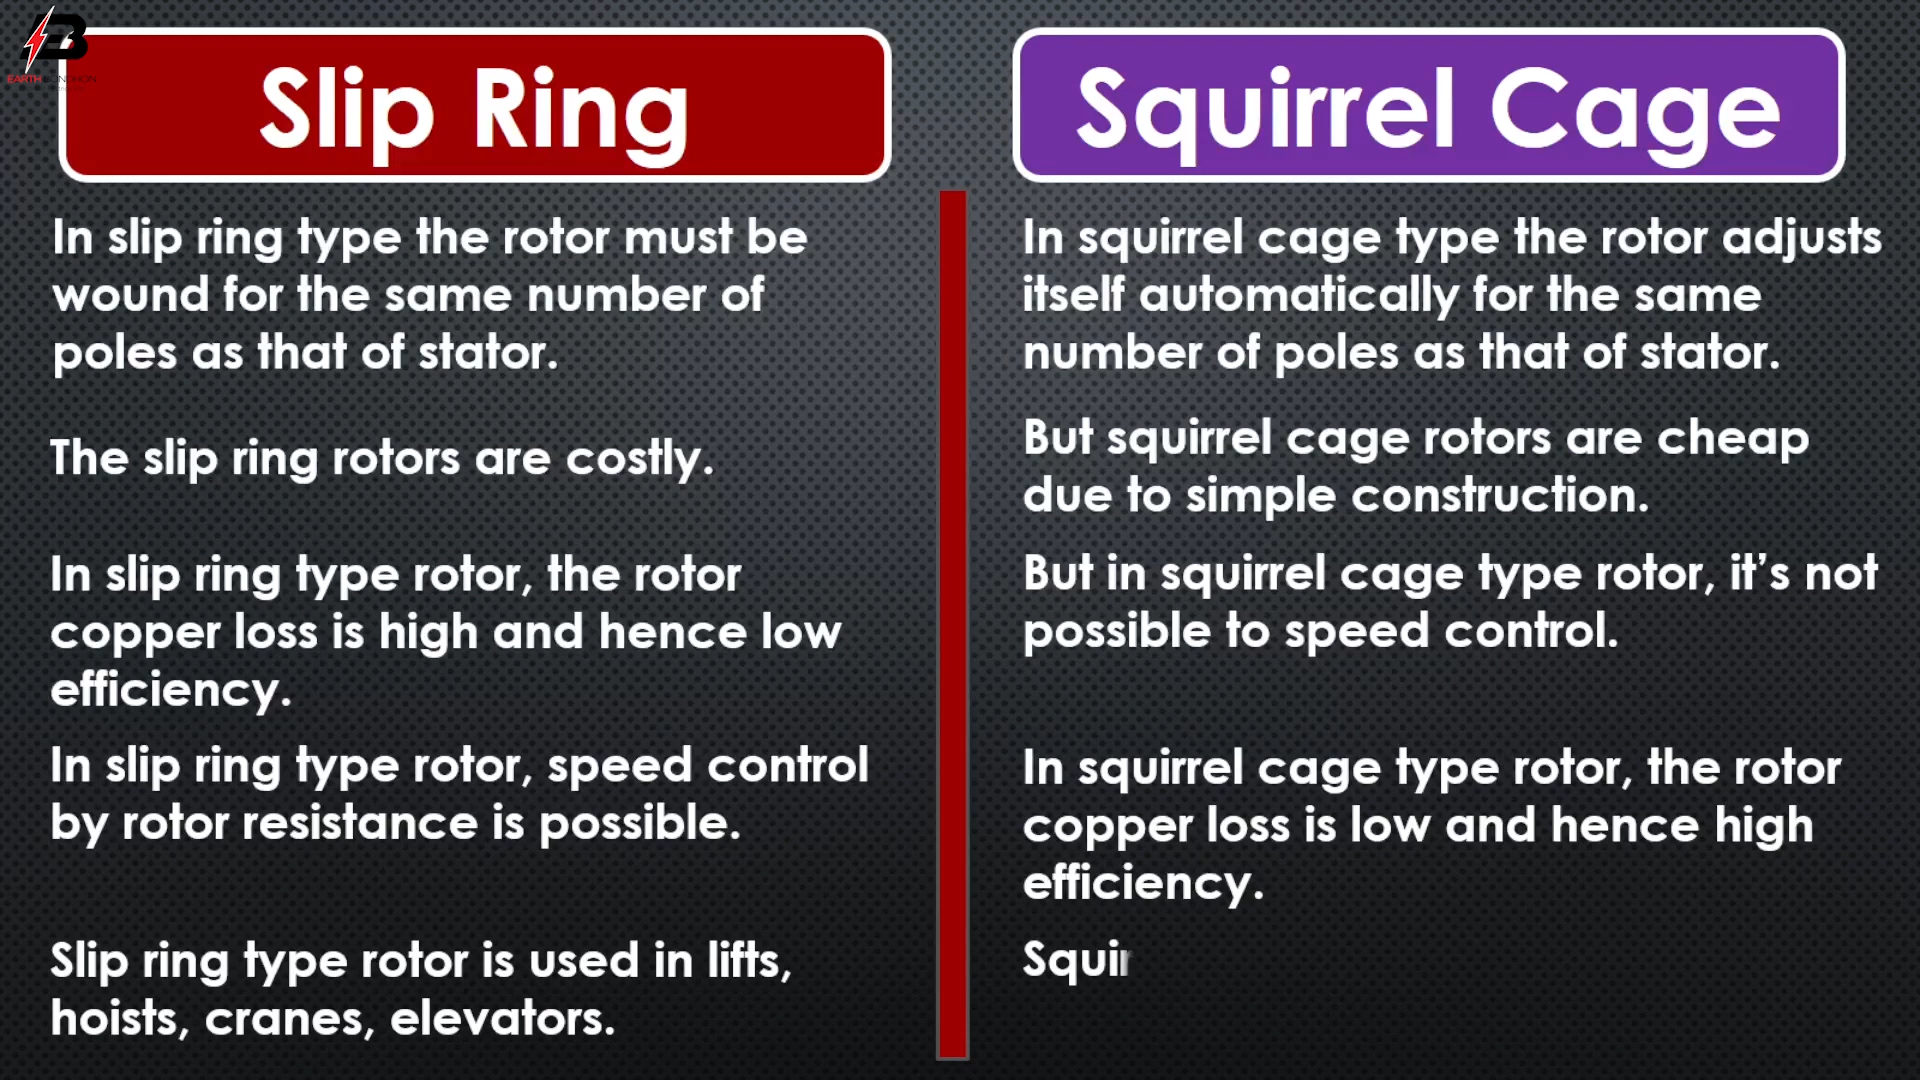 EARTH
Slip Ring
In slip ring type the rotor must be
wound for the same number of
poles as that of stator.
The slip ring rotors are costly.
In slip ring type rotor, the rotor
copper loss is high and hence low
efficiency.
In slip ring type rotor, speed control
by rotor resistance is possible.
Slip ring type rotor is used in lifts,
hoists, cranes, elevators.
Squirrel Cage
In squirrel cage type the rotor adjusts
itself automatically for the same
number of poles as that of stator.
But squirrel cage rotors are cheap
due to simple construction.
But in squirrel cage type rotor, it’s not
possible to speed control.
In squirrel cage type rotor, the rotor
copper loss is low and hence high
efficiency.
Squir